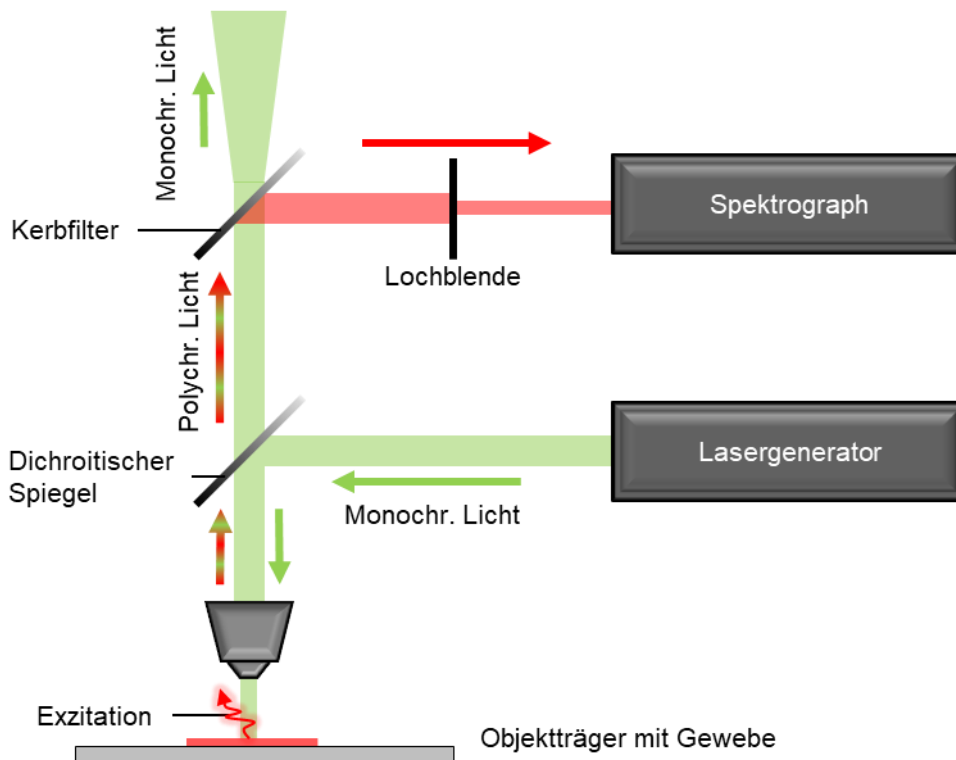 Monochr. Licht
Kerbfilter
Spektrograph
Lochblende
Polychr. Licht
Dichroitischer
Spiegel
Lasergenerator
Monochr. Licht
Exzitation
Objektträger mit Gewebe